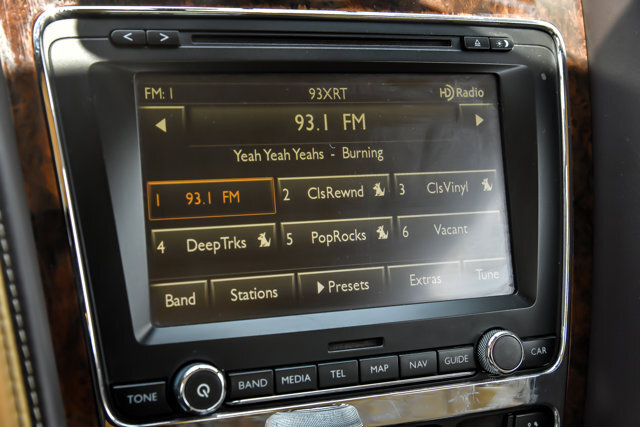 FM: 1 93XRT HD Radio
93.1 FM
Yeah Yeah Yeahs - Burning
1 93.1 FM 2 ClsRewnd 3 ClsVinyl
4 DeepTrks 5 PopRocks 6 Vacant
Band Stations Presets Extras Tune
TONE BAND MEDIA TEL MAP NAV GUIDE CAR